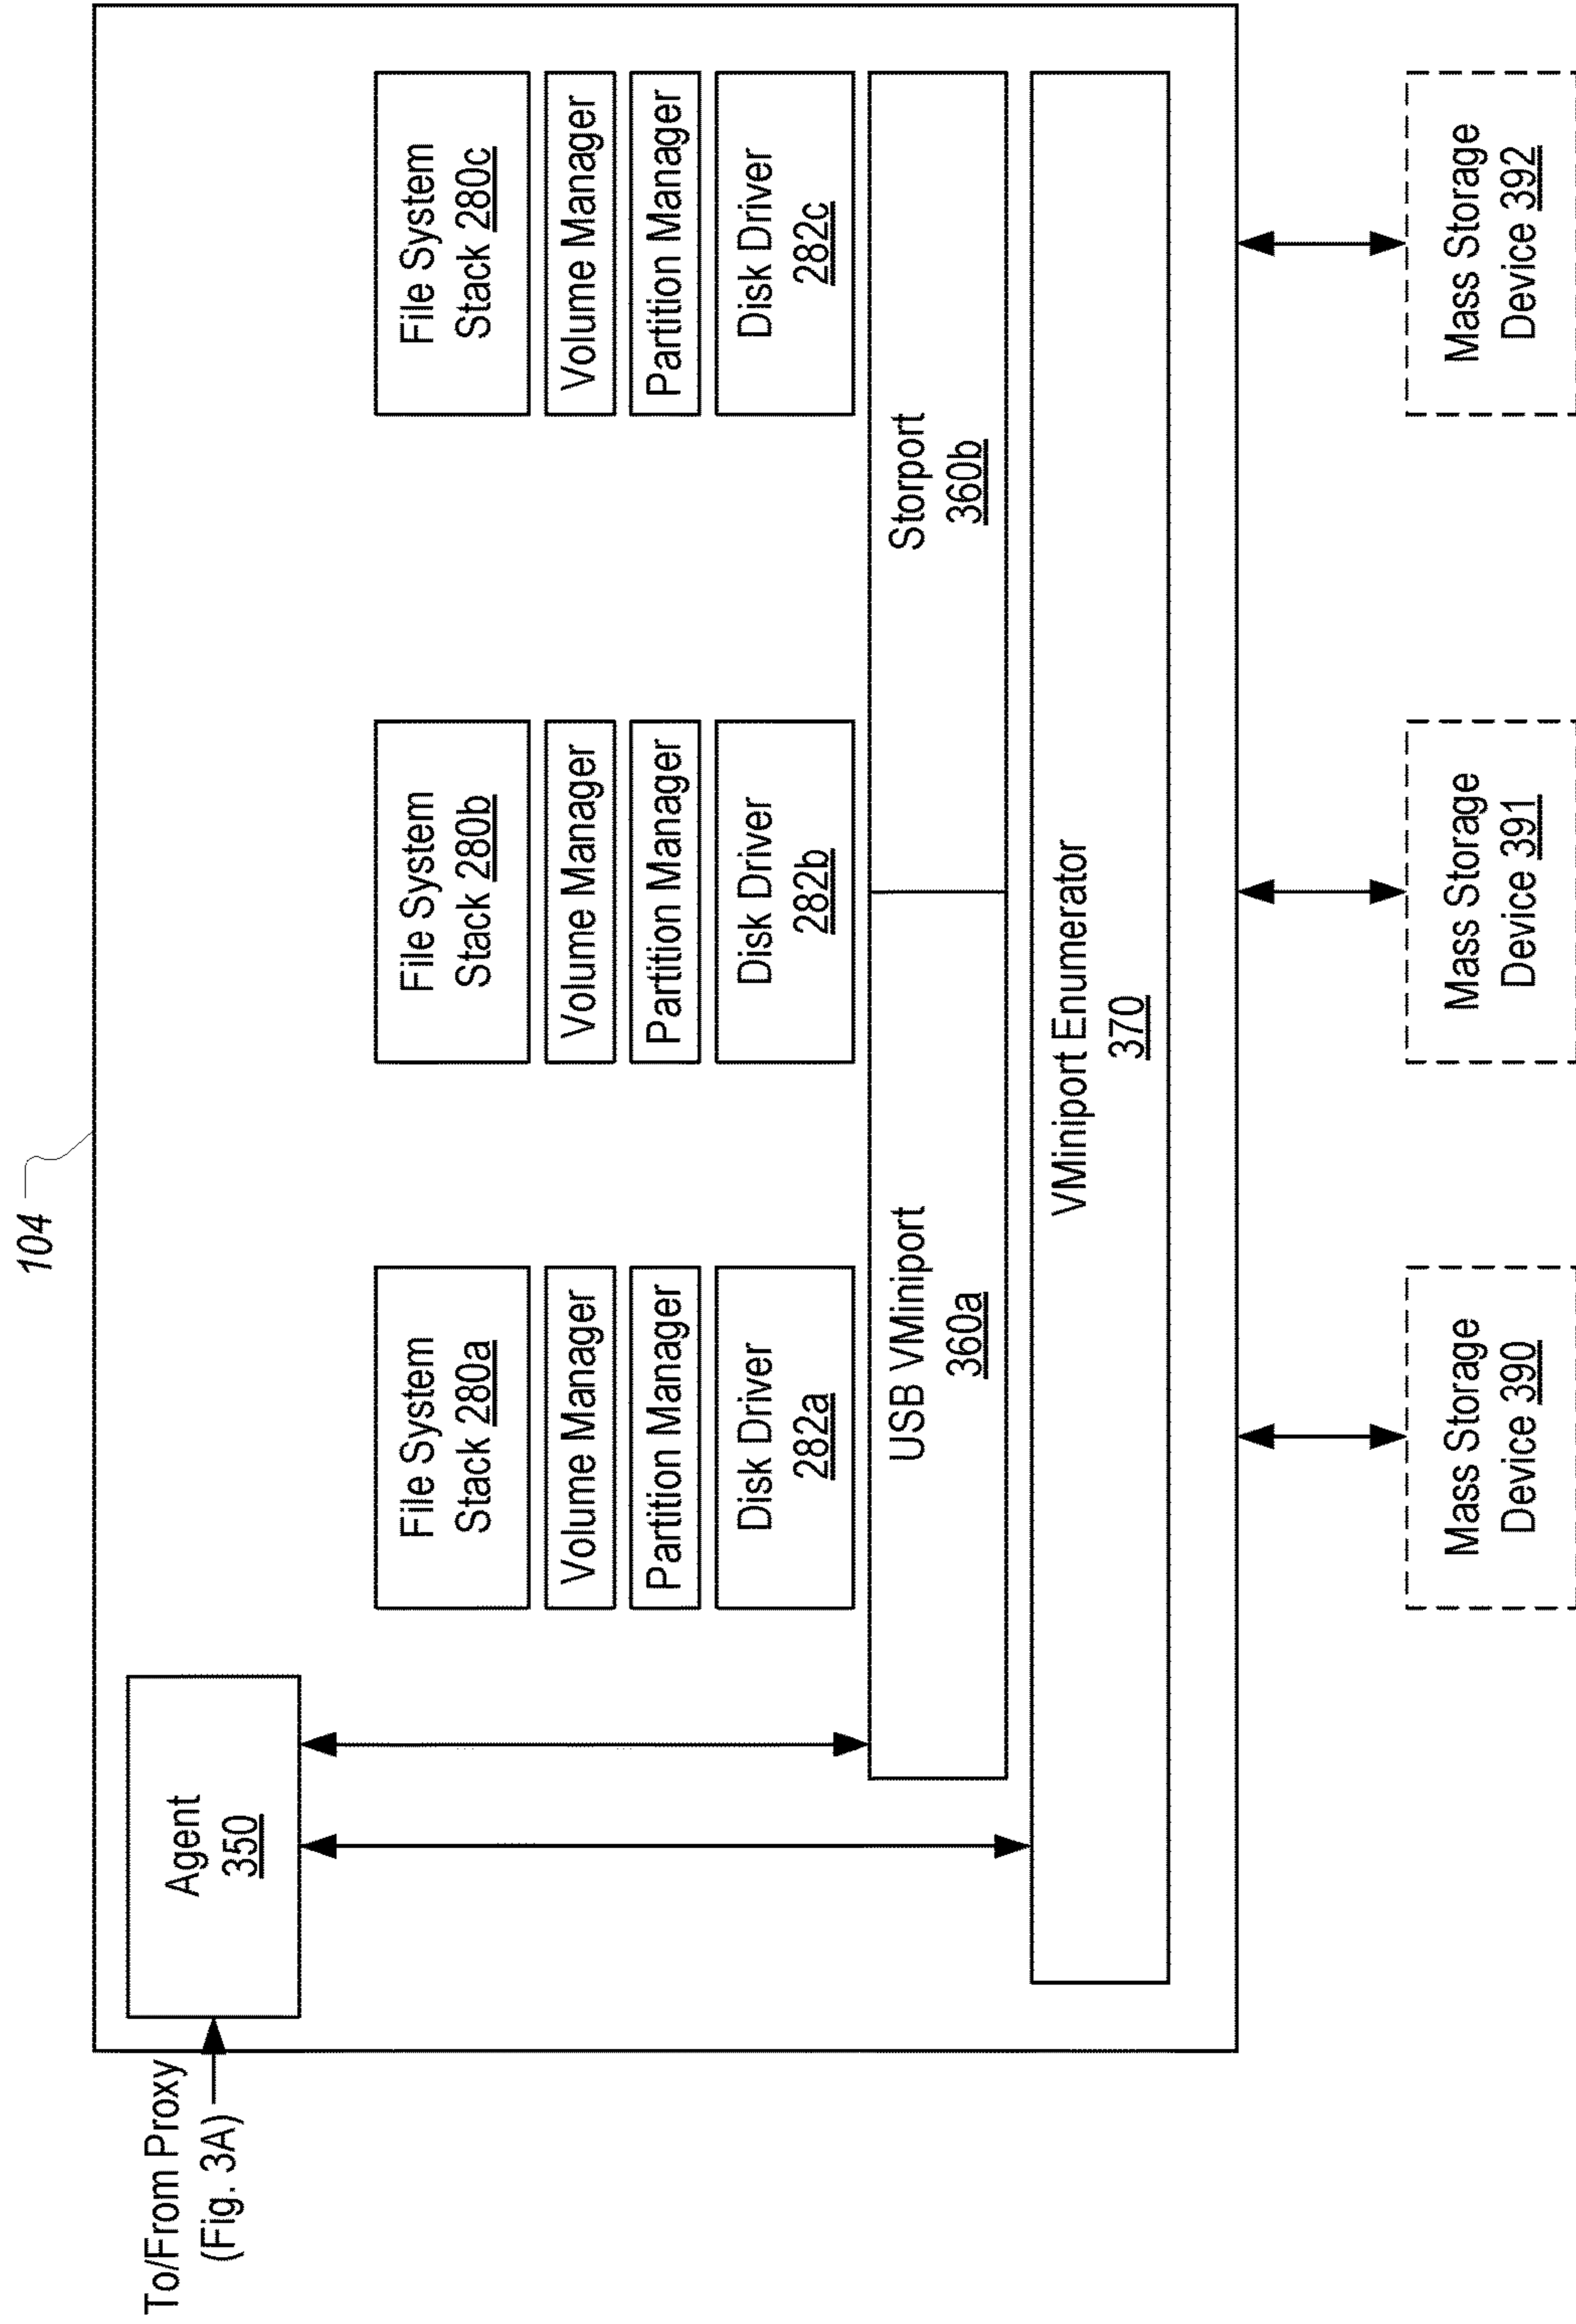 104
To/From Proxy
(Fig. 3A)
Agent
350
File System
Stack 280a
Volume Manager
Partition Manager
Disk Driver
282a
File System
Stack 280b
Volume Manager
Partition Manager
Disk Driver
282b
File System
Stack 280c
Volume Manager
Partition Manager
Disk Driver
282c
USB VMiniport
360a
Storport
360b
VMiniport Enumerator
370
Mass Storage
Device 390
Mass Storage
Device 391
Mass Storage
Device 392